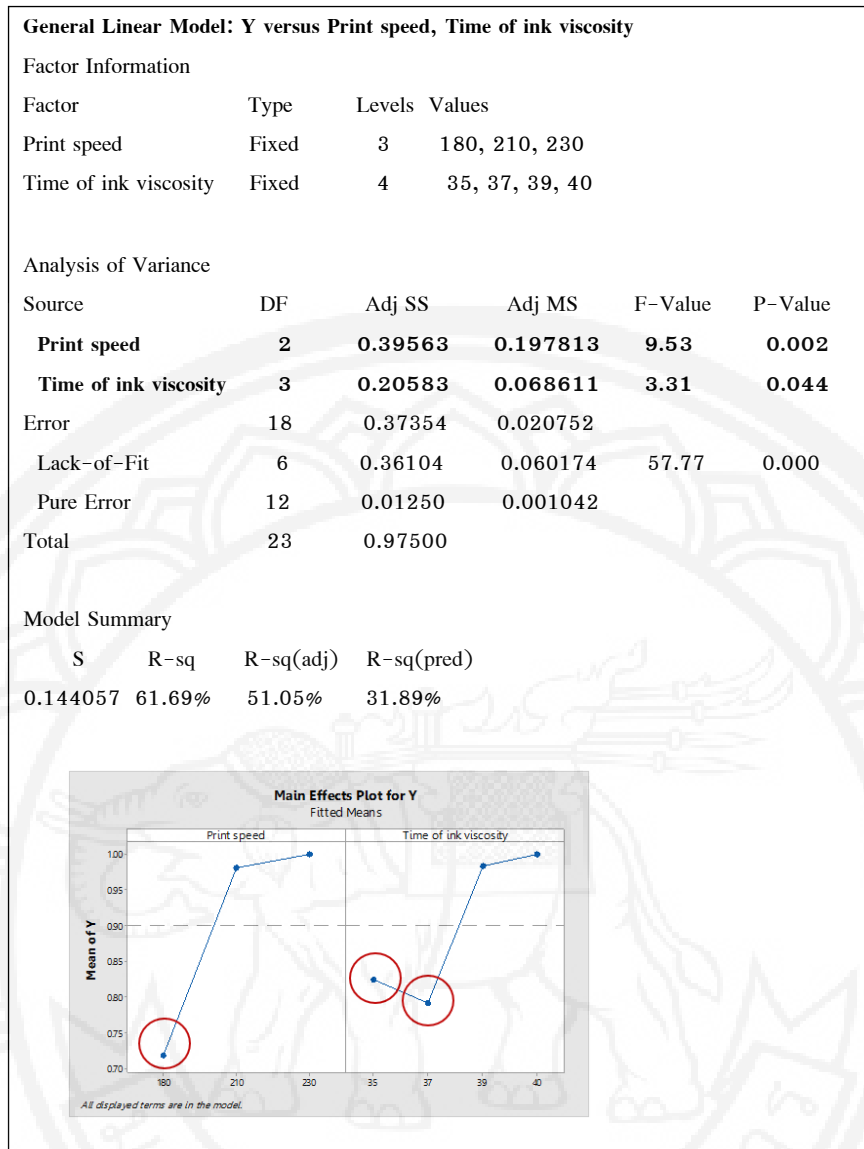 General Linear Model: Y versus Print speed, Time of ink viscosity
Factor Information
Factor Type Levels Values
Print speed Fixed 3 180, 210, 230
Time of ink viscosity Fixed 4 35, 37, 39, 40
Analysis of Variance
Source DF Adj SS Adj MS F-Value P-Value
Print speed 2 0.39563 0.197813 9.53 0.002
Time of ink viscosity 3 0.20583 0.068611 3.31 0.044
Error 18 0.37354 0.020752
Lack-of-Fit 6 0.36104 0.060174 57.77 0.000
Pure Error 12 0.01250 0.001042
Total 23 0.97500
Model Summary
S R-sq R-sq(adj) R-sq(pred)
0.144057 61.69% 51.05% 31.89%
Main Effects Plot for Y
Fitted Means
Print speed Time of ink viscosity
1.00
0.95
0.90
0.85
0.80
0.75
0.70
Mean of Y
180 210 230 35 37 39 40
All displayed terms are in the model.